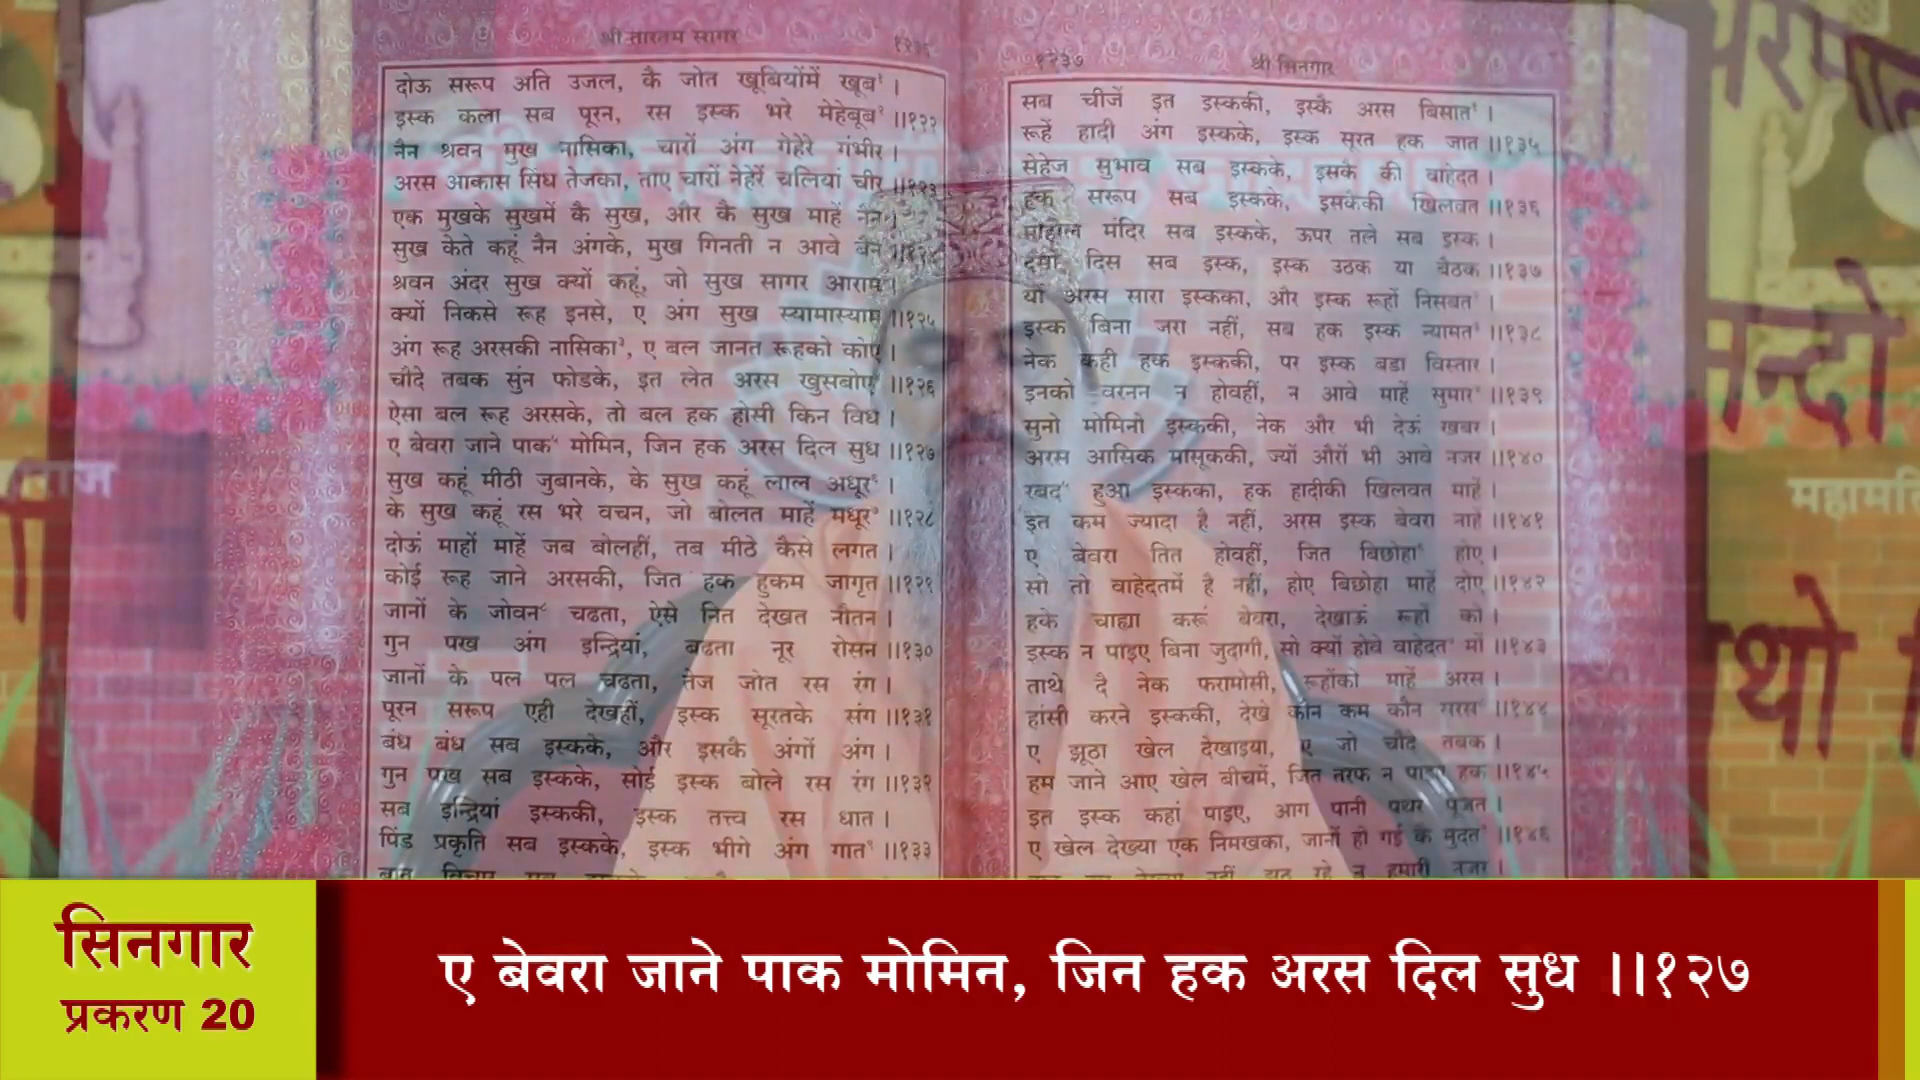 श्री तारतम सागर
१२३६
दोऊ सरूप अति उजल, कै जोत खूबियोंमें खूब१ ।
इस्क कला सब पूरन, रस इस्क भरे मेहेबूब२ ।।१२२
नैन श्रवन मुख नासिका, चारों अंग गेहेरे गंभीर ।
अरस आकास सिंध तेजका, ताए चारों नेहेरें चलियां चीर ।।१२३
एक मुखके सुखमें कै सुख, और कै सुख माहें नैन ।
सुख केते कहूं नैन अंगके, मुख गिनती न आवे बैन ।।१२४
श्रवन अंदर सुख क्यों कहूं, जो सुख सागर आराम ।
क्यों निकसे रूह इनसे, ए अंग सुख स्यामास्याम ।।१२५
अंग रूह अरसकी नासिका३, ए बल जानत रूहको कोए ।
चौदे तबक सुंन फोडके, इत लेत अरस खुसबोए ।।१२६
ऐसा बल रूह अरसके, तो बल हक होसी किन विध ।
ए बेवरा जाने पाक मोमिन, जिन हक अरस दिल सुध ।।१२७
सुख कहूं मीठी जुबानके, के सुख कहूं लाल अधूर ।
के सुख कहूं रस भरे वचन, जो बोलत माहें मधूर ।।१२८
दोऊं माहों माहें जब बोलहीं, तब मीठे कैसे लगत ।
कोई रूह जाने अरसकी, जित हक हुकम जागृत ।।१२९
जानों के जोवन चढता, ऐसे नित देखत नौतन ।
गुन पख अंग इन्द्रियां, बढता नूर रोसन ।।१३०
जानों के पल पल चढता, तेज जोत रस रंग ।
पूरन सरूप एही देखहीं, इस्क सूरतके संग ।।१३१
बंध बंध सब इस्कके, और इसकै अंगों अंग ।
गुन पख सब इस्कके, सोई इस्क बोले रस रंग ।।१३२
सब इन्द्रियां इस्ककी, इस्क तत्त्व रस धात ।
पिंड प्रकृति सब इस्कके, इस्क भीगे अंग गात ।।१३३
१२३७
श्री सिनगार
सब चीजें इत इस्ककी, इस्कै अरस बिसात१ ।
रूहें हादी अंग इस्कके, इस्क सूरत हक जात ।।१३५
सेहेज सुभाव सब इस्कके, इसकै की वाहेदत ।
हक सरूप सब इस्कके, इसकैकी खिलवत ।।१३६
मोहोल मंदिर सब इस्कके, ऊपर तले सब इस्क ।
दसों दिस सब इस्क, इस्क उठक या बैठक ।।१३७
यों अरस सारा इस्कका, और इस्क रूहों निसबत ।
इस्क बिना जरा नहीं, सब हक इस्क न्यामत ।।१३८
नेक कही हक इस्ककी, पर इस्क बडा विस्तार ।
इनको वरनन न होवहीं, न आवे माहें सुमार ।।१३९
सुनो मोमिनो इस्ककी, नेक और भी देऊं खबर ।
अरस आसिक मासूककी, ज्यों औरों भी आवे नजर ।।१४०
रबद हुआ इस्कका, हक हादीकी खिलवत माहें ।
इत कम ज्यादा है नहीं, अरस इस्क बेवरा नाहें ।।१४१
ए बेवरा तित होवहीं, जित बिछोहा होए ।
सो तो वाहेदतमें है नहीं, होए बिछोहा माहें दोए ।।१४२
हके चाह्या करूं बेवरा, देखाऊं रूहों को ।
इस्क न पाइए बिना जुदागी, सो क्यों होवे वाहेदत मों ।।१४३
ताथे दै नेक फरामोसी, रूहोंको माहें अरस ।
हांसी करने इस्ककी, देखें कौन कम कौन सरस ।।१४४
ए झूठा खेल देखाइया, ए जो चौदे तबक ।
हम जाने आए खेल बीचमें, जित तरफ न पाइए हक ।।१४५
इत इस्क कहां पाइए, आग पानी पथर पूजत ।
ए खेल देख्या एक निमखका, जानों हो गई के मुदत ।।१४६
महामति
सिनगार
प्रकरण 20
ए बेवरा जाने पाक मोमिन, जिन हक अरस दिल सुध ।।१२७